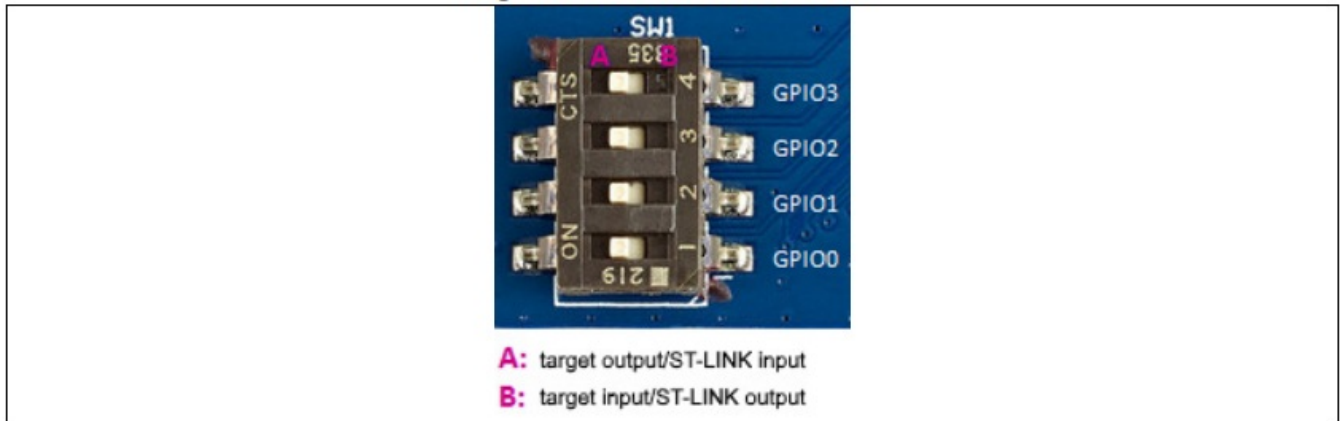 SW1
A 335 B
CTS 4 GPIO3
3 GPIO2
2 GPIO1
ON 1 GPIO0
219
A: target output/ST-LINK input
B: target input/ST-LINK output